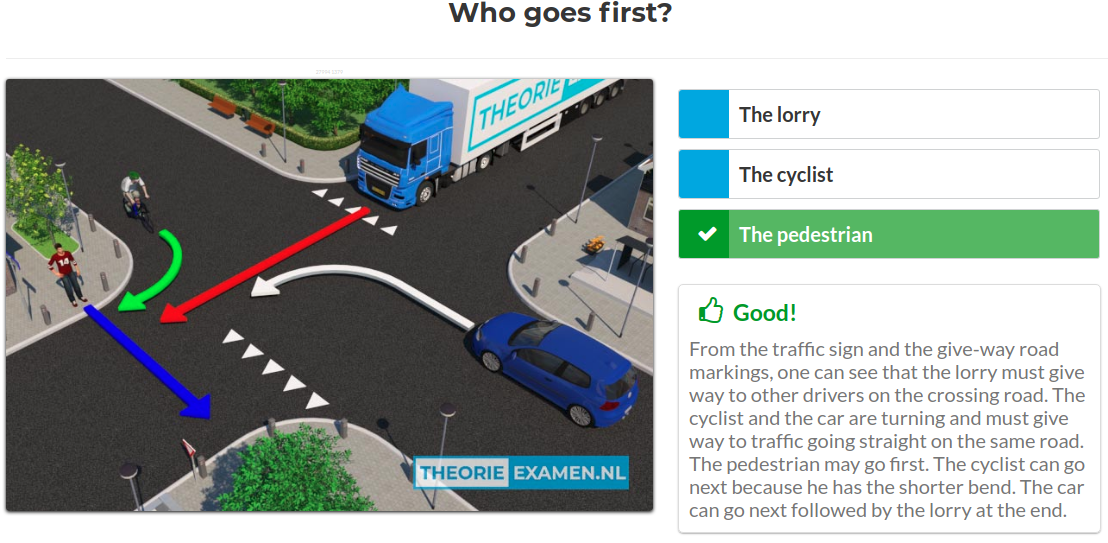 Who goes first?
THEORIE
14
THEORIE EXAMEN.NL
The lorry
The cyclist
The pedestrian
Good!
From the traffic sign and the give-way road
markings, one can see that the lorry must give
way to other drivers on the crossing road. The
cyclist and the car are turning and must give
way to traffic going straight on the same road.
The pedestrian may go first. The cyclist can go
next because he has the shorter bend. The car
can go next followed by the lorry at the end.